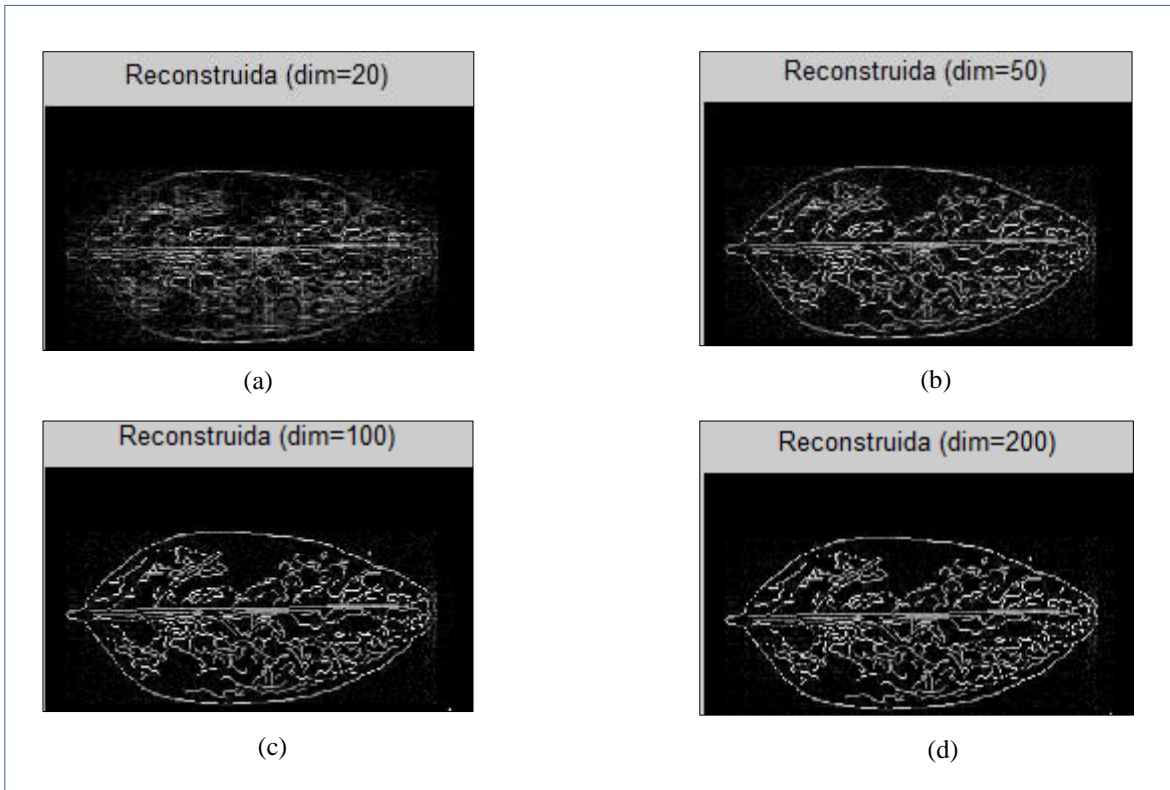 Reconstruida (dim=20)
Reconstruida (dim=50)
(a)
(b)
Reconstruida (dim=100)
Reconstruida (dim=200)
(c)
(d)